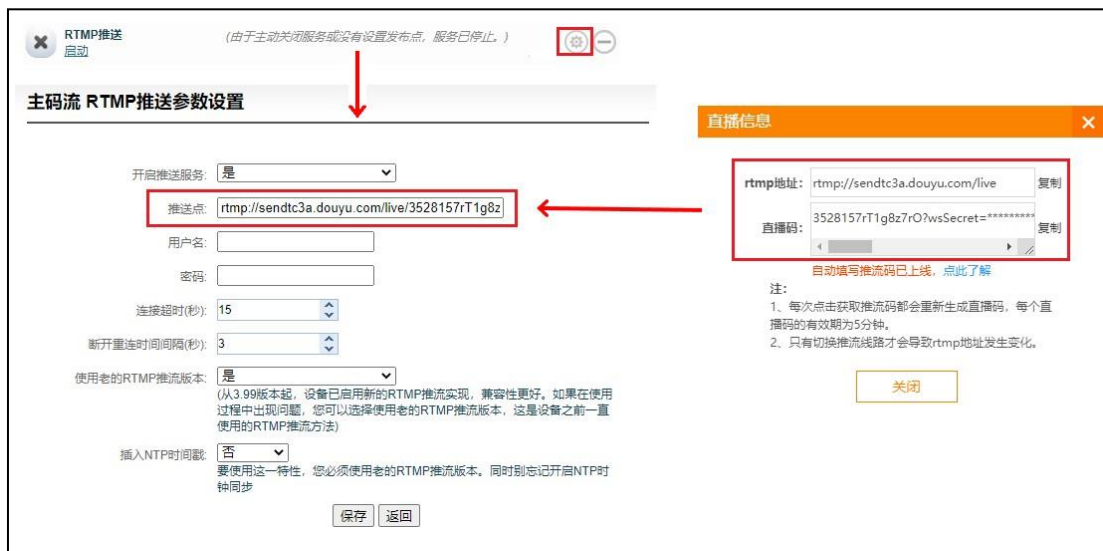 RTMP推送
启动
(由于主动关闭服务或没有设置发布点，服务已停止。)
主码流 RTMP推送参数设置
开启推送服务: 是
推送点: rtmp://sendtc3a.douyu.com/live/3528157rT1g8z
用户名:
密码:
连接超时(秒): 15
断开重连时间间隔(秒): 3
使用老的RTMP推流版本: 是
(从3.99版本起，设备已启用新的RTMP推流实现，兼容性更好。如果在使用
过程中出现问题，您可以选择使用老的RTMP推流版本，这是设备之前一直
使用的RTMP推流方法)
插入NTP时间戳: 否
要使用这一特性，您必须使用老的RTMP推流版本。同时别忘记开启NTP时
钟同步
保存 返回
直播信息
rtmp地址: rtmp://sendtc3a.douyu.com/live 复制
直播码: 3528157rT1g8z7rO?wsSecret=********* 复制
自动填写推流码已上线，点此了解
注:
1、每次点击获取推流码都会重新生成直播码，每个直
播码的有效期为5分钟。
2、只有切换推流线路才会导致rtmp地址发生变化。
关闭